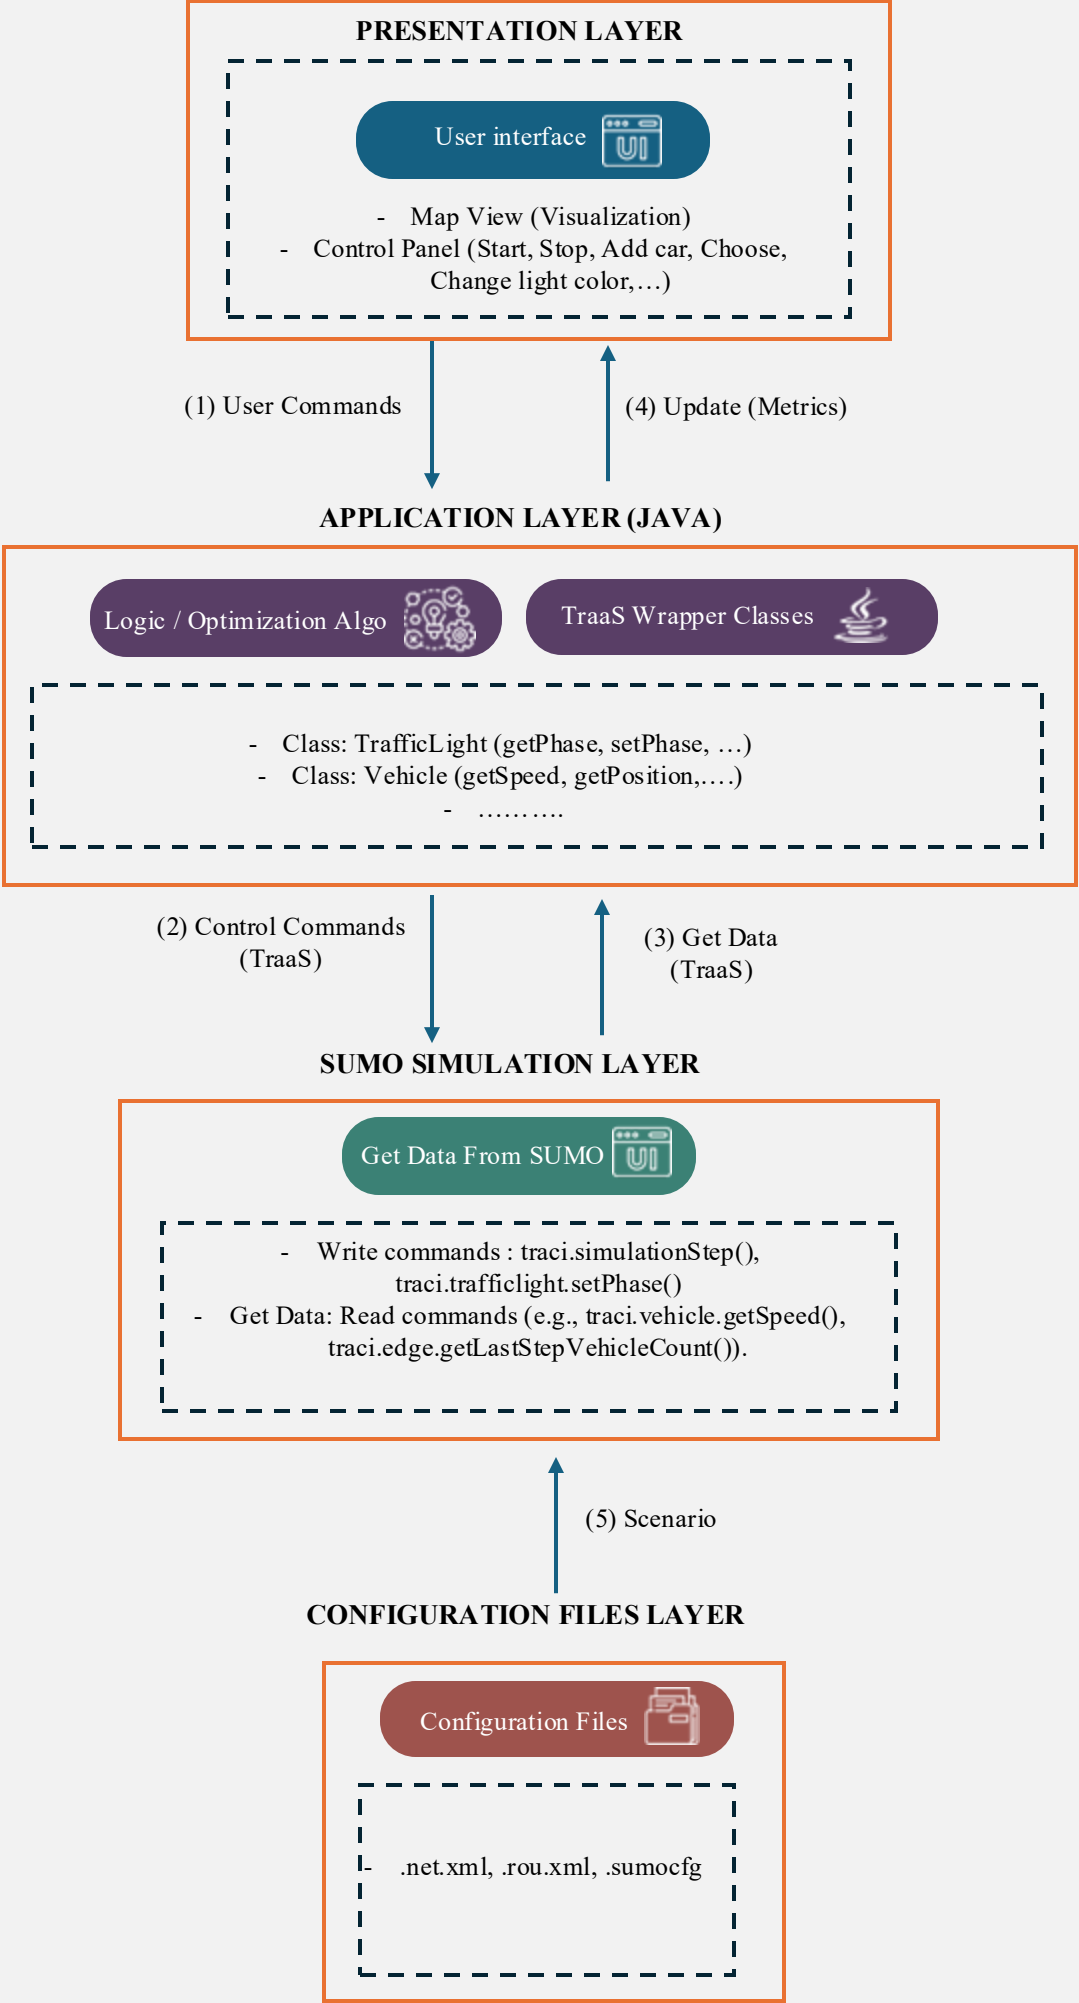 PRESENTATION LAYER
User interface
UI
- Map View (Visualization)
- Control Panel (Start, Stop, Add car, Choose,
Change light color,…)
(1) User Commands
(4) Update (Metrics)
APPLICATION LAYER (JAVA)
Logic / Optimization Algo
TraaS Wrapper Classes
- Class: TrafficLight (getPhase, setPhase, …)
- Class: Vehicle (getSpeed, getPosition,….)
- ……….
(2) Control Commands
(TraaS)
(3) Get Data
(TraaS)
SUMO SIMULATION LAYER
Get Data From SUMO
UI
- Write commands : traci.simulationStep(),
traci.trafficlight.setPhase()
- Get Data: Read commands (e.g., traci.vehicle.getSpeed(),
traci.edge.getLastStepVehicleCount()).
(5) Scenario
CONFIGURATION FILES LAYER
Configuration Files
- .net.xml, .rou.xml, .sumocfg